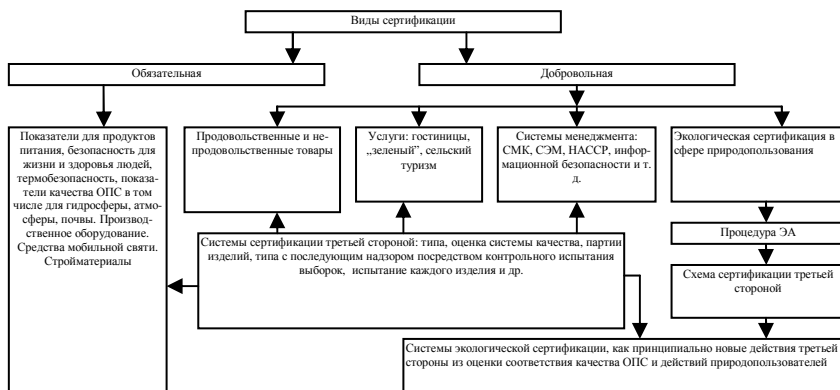 Виды сертификации
Обязательная
Добровольная
Показатели для продуктов
питания, безопасность для
жизни и здоровья людей,
термобезопасность, показа-
тели качества ОПС в том
числе для гидросферы, атмо-
сферы, почвы. Производ-
ственное оборудование.
Средства мобильной святи.
Стройматериалы
Продовольственные и не-
продовольственные товары
Услуги: гостиницы,
„зеленый”, сельский
туризм
Системы менеджмента:
СМК, СЭМ, НАССР, инфор-
мационной безопасности и т.
д.
Экологическая сертификация в
сфере природопользования
Процедура ЭА
Схема сертификации третьей
стороной
Системы сертификации третьей стороной: типа, оценка системы качества, партии
изделий, типа с последующим надзором посредством контрольного испытания
выборок, испытание каждого изделия и др.
Системы экологической сертификации, как принципиально новые действия третьей
стороны из оценки соответствия качества ОПС и действий природопользователей